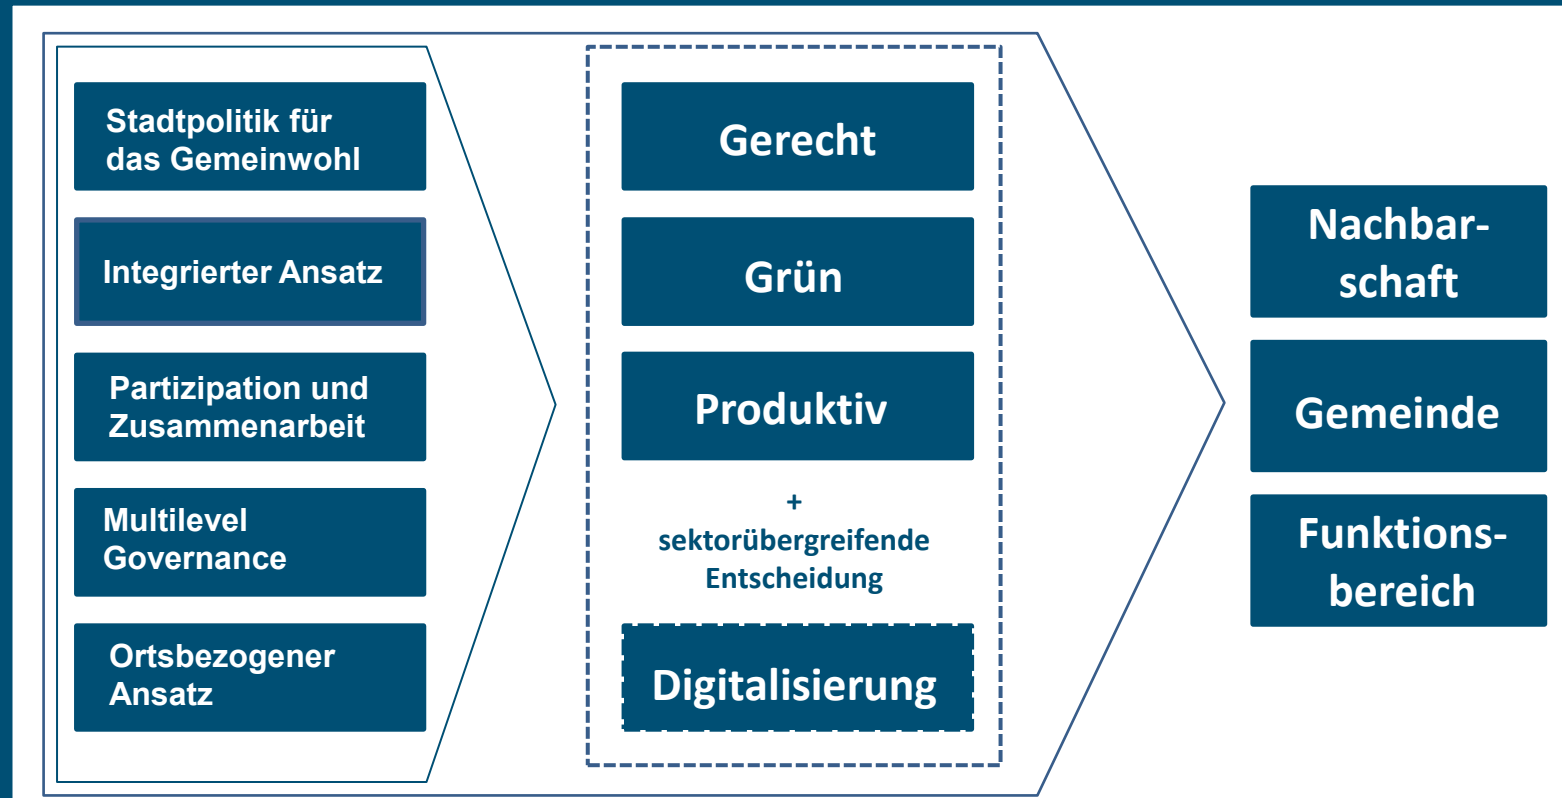 Stadtpolitik für
das Gemeinwohl
Integrierter Ansatz
Partizipation und
Zusammenarbeit
Multilevel
Governance
Ortsbezogener
Ansatz
Gerecht
Grün
Produktiv
+
sektorübergreifende
Entscheidung
Digitalisierung
Nachbar-
schaft
Gemeinde
Funktions-
bereich